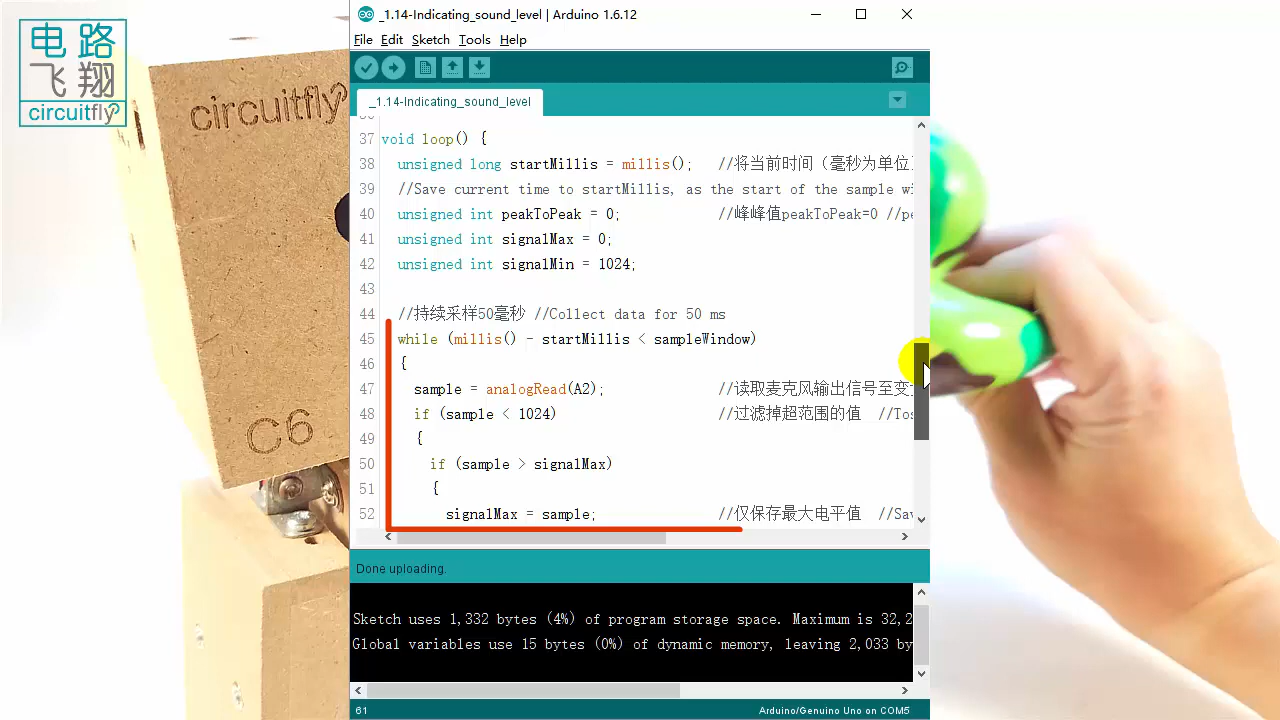 电路
飞翔
circuitfly
circuitfly
C6
_1.14-Indicating_sound_level | Arduino 1.6.12
File Edit Sketch Tools Help
_1.14-Indicating_sound_level
37 void loop() {
38 unsigned long startMillis = millis(); //将当前时间（毫秒为单位
39 //Save current time to startMillis, as the start of the sample wi
40 unsigned int peakToPeak = 0; //峰峰值peakToPeak=0 //pe
41 unsigned int signalMax = 0;
42 unsigned int signalMin = 1024;
43
44 //持续采样50毫秒 //Collect data for 50 ms
45 while (millis() - startMillis < sampleWindow)
46 {
47 sample = analogRead(A2); //读取麦克风输出信号至变
48 if (sample < 1024) //过滤掉超范围的值 //Tos
49 {
50 if (sample > signalMax)
51 {
52 signalMax = sample; //仅保存最大电平值 //Sav
Done uploading.
Sketch uses 1,332 bytes (4%) of program storage space. Maximum is 32,2
Global variables use 15 bytes (0%) of dynamic memory, leaving 2,033 by
61
Arduino/Genuino Uno on COM5